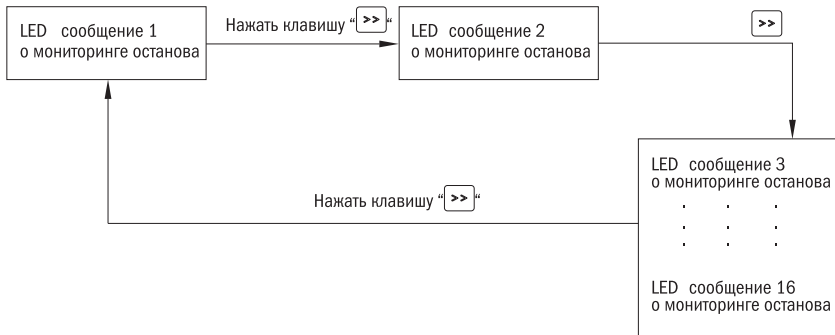 LED сообщение 1
о мониторинге останова
Нажать клавишу “>>“
LED сообщение 2
о мониторинге останова
>>
LED сообщение 3
о мониторинге останова
. . .
. . .
. . .
LED сообщение 16
о мониторинге останова
Нажать клавишу “>>“